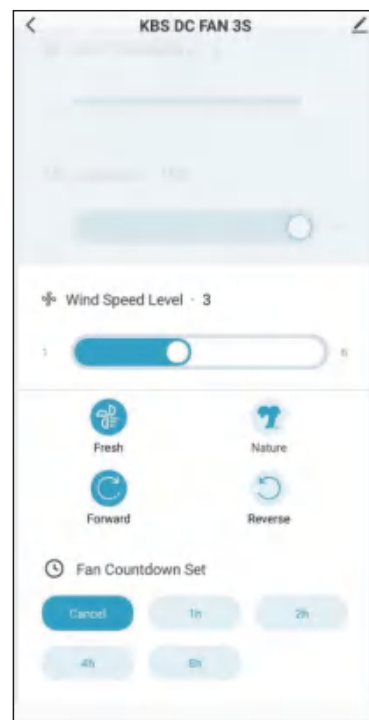 KBS DC FAN 3S
Wind Speed Level · 3
1 6
Fresh Nature
Forward Reverse
Fan Countdown Set
Cancel 1h 2h
4h 8h